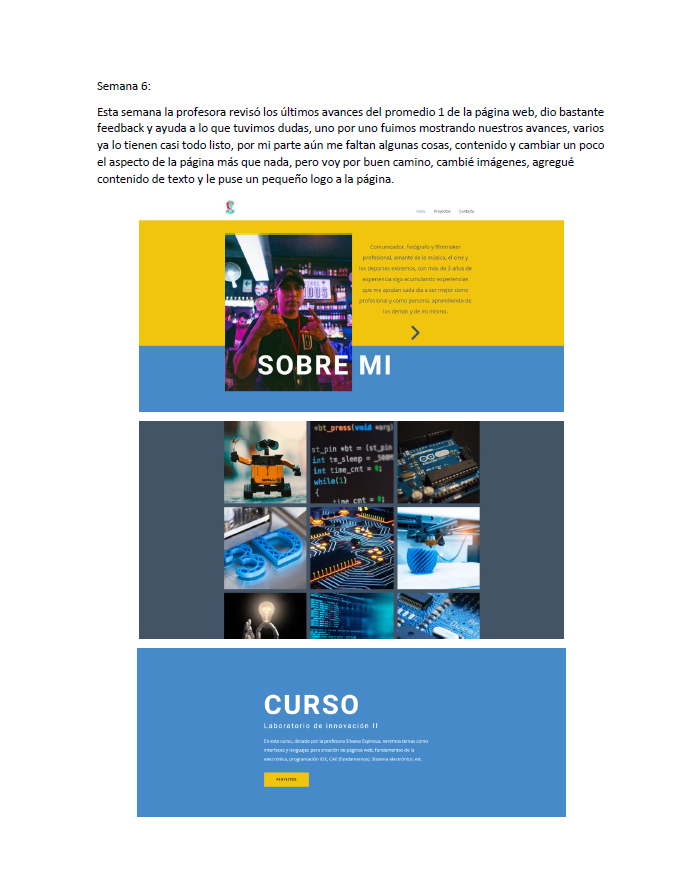 Semana 6:
Esta semana la profesora revisó los últimos avances del promedio 1 de la página web, dio bastante
feedback y ayuda a lo que tuvimos dudas, uno por uno fuimos mostrando nuestros avances, varios
ya lo tienen casi todo listo, por mi parte aún me faltan algunas cosas, contenido y cambiar un poco
el aspecto de la página más que nada, pero voy por buen camino, cambié imágenes, agregué
contenido de texto y le puse un pequeño logo a la página.
Inicio Proyectos Contacto
Comunicador, fotógrafo y filmmaker
profesional, amante de la música, el cine y
los deportes extremos, con más de 3 años de
experiencia sigo acumulando experiencias
que me ayudan cada día a ser mejor como
profesional y como persona, aprendiendo de
los demás y de mi mismo.
SOBRE MI
*bt_press(void *arg)
st_pin *bt = (st_pin
int tm_sleep = _500M
int time_cnt = 0;
while(1)
{
time_cnt = 0;
3D
CURSO
Laboratorio de innovación II
En este curso, dictado por la profesora Silvana Espinoza, veremos temas como
interfaces y lenguajes para creación de páginas web, fundamentos de la
electrónica, programación IDE, CAE (Fundamentos), Sistema electrónico, etc.
PROYECTOS